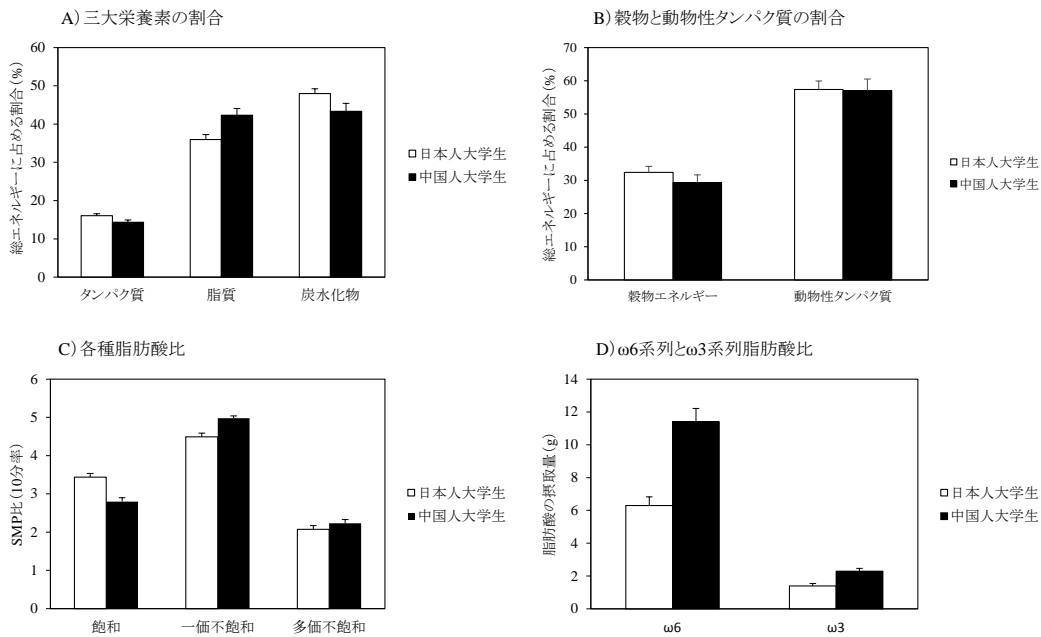 A）三大栄養素の割合
総エネルギーに占める割合（%）
60
50
40
30
20
10
0
タンパク質 脂質 炭水化物
□日本人大学生
■中国人大学生
B）穀物と動物性タンパク質の割合
総エネルギーに占める割合（%）
70
60
50
40
30
20
10
0
穀物エネルギー 動物性タンパク質
□日本人大学生
■中国人大学生
C）各種脂肪酸比
SMP比（10分率）
6
5
4
3
2
1
0
飽和 一価不飽和 多価不飽和
□日本人大学生
■中国人大学生
D）ω6系列とω3系列脂肪酸比
脂肪酸の摂取量（g）
14
12
10
8
6
4
2
0
ω6 ω3
□日本人大学生
■中国人大学生